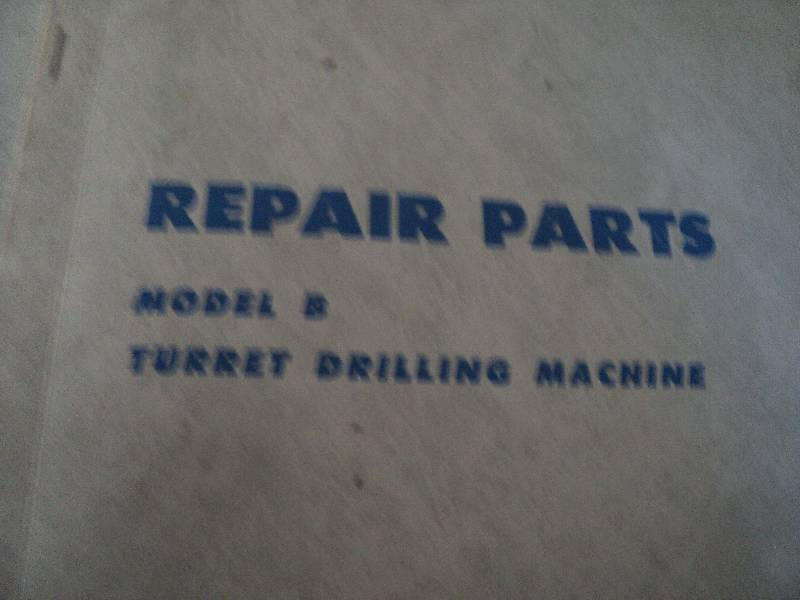 REPAIR PARTS
MODEL B
TURRET DRILLING MACHINE